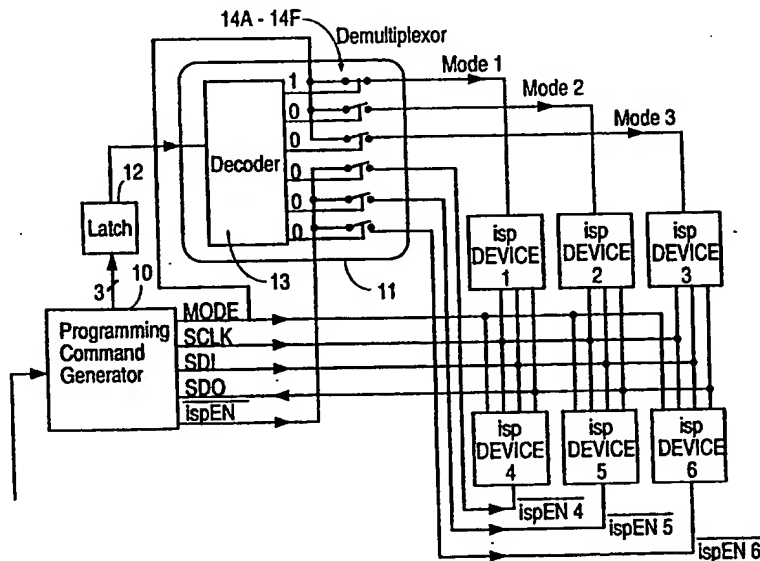 14A - 14F
Demultiplexor
Mode 1
Mode 2
Mode 3
1
0
0
0
0
0
Decoder
12
Latch
13
11
3
10
Programming
Command
Generator
MODE
SCLK
SDI
SDO
ispEN
isp
DEVICE
1
isp
DEVICE
2
isp
DEVICE
3
isp
DEVICE
4
isp
DEVICE
5
isp
DEVICE
6
ispEN 4
ispEN 5
ispEN 6